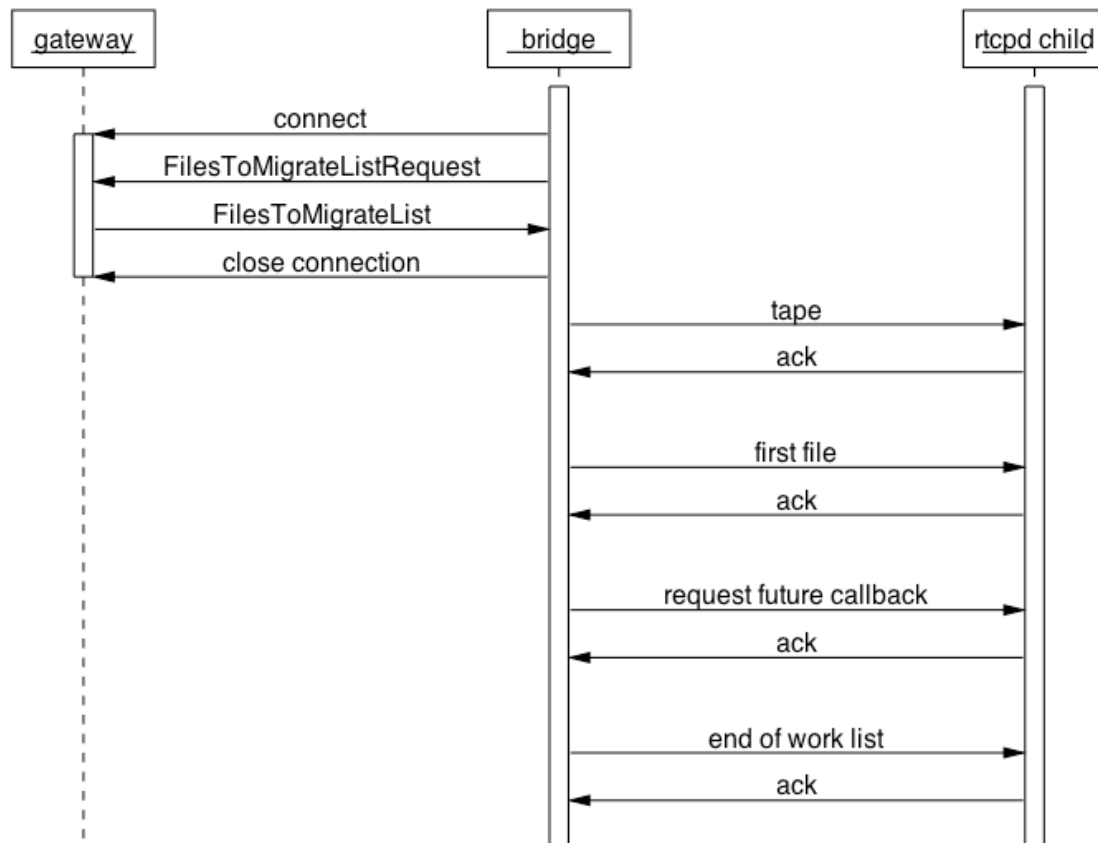 gateway
bridge
rtcpd child
connect
FilesToMigrateListRequest
FilesToMigrateList
close connection
tape
ack
first file
ack
request future callback
ack
end of work list
ack